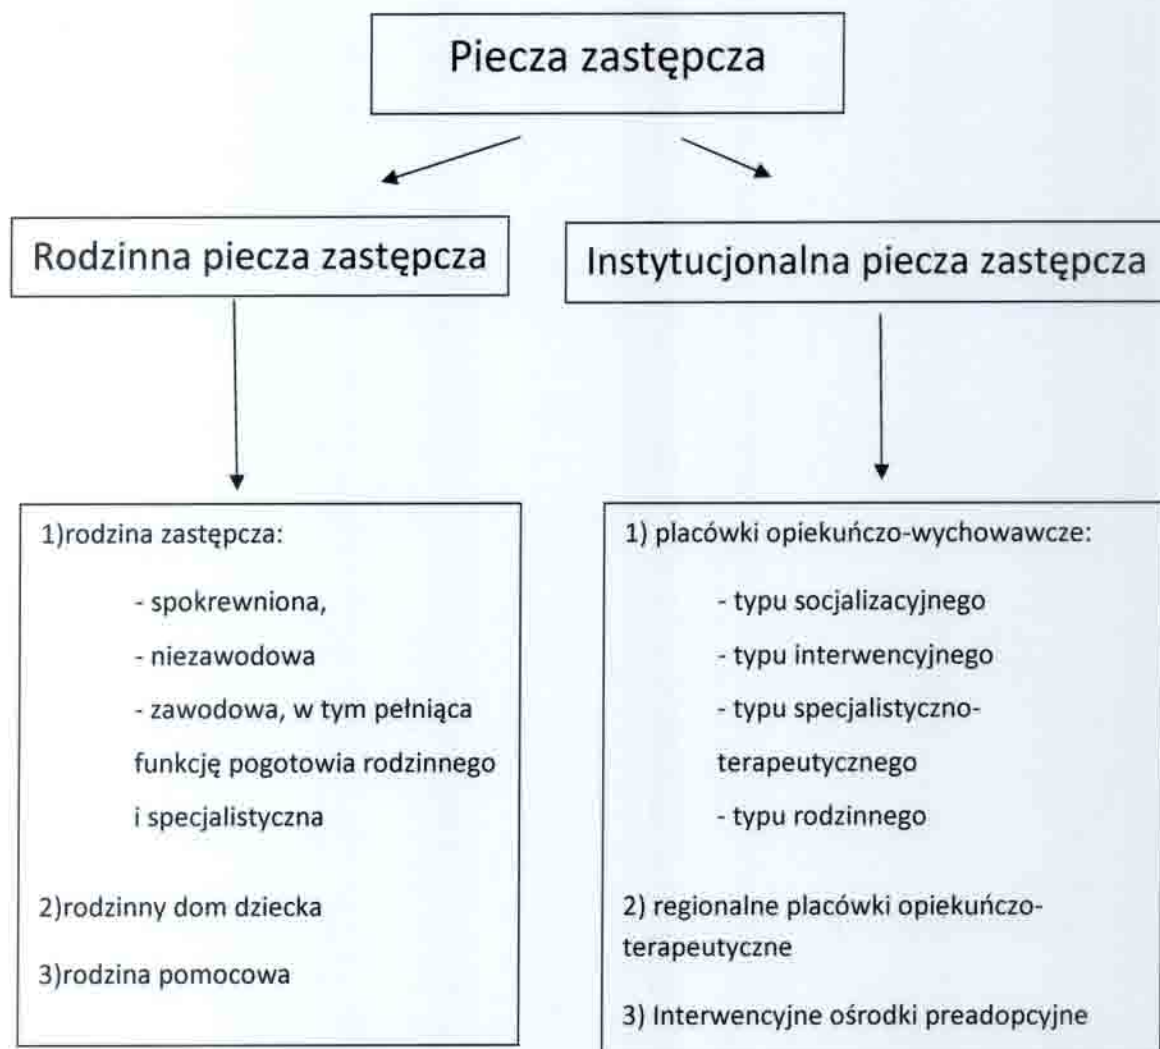 Piecza zastępcza
Rodzinna piecza zastępcza
Instytucjonalna piecza zastępcza
1)rodzina zastępcza:
- spokrewniona,
- niezawodowa
- zawodowa, w tym pełniąca
funkcję pogotowia rodzinnego
i specjalistyczna
2)rodzinny dom dziecka
3)rodzina pomocowa
1) placówki opiekuńczo-wychowawcze:
- typu socjalizacyjnego
- typu interwencyjnego
- typu specjalistyczno-
terapeutycznego
- typu rodzinnego
2) regionalne placówki opiekuńczo-
terapeutyczne
3) Interwencyjne ośrodki preadopcyjne